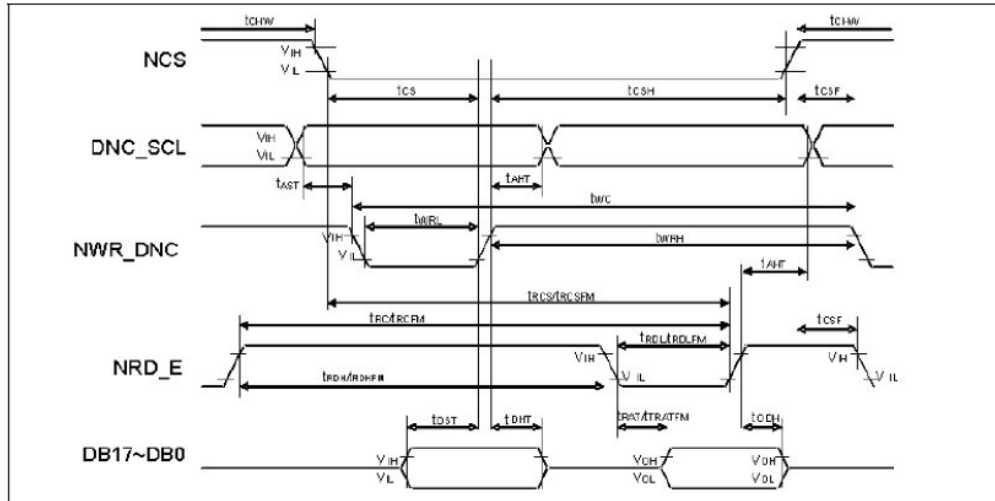 tCHW tCHW
NCS VIH
VIL
tCS tCSH tCSF
DNC_SCL VIH
VIL
tAST tAHT
tWC
tWRL
NWR_DNC VIH tWRH
VIL
tAHT
tRCS/tRCSFM
tRC/tRCFM tCSF
tRDL/tRDLFM
NRD_E VIH VIH
VIL VIL
tRDH/tRDHFM
tRAT/tTRATFM
tDST tDHT tODH
DB17~DB0 VIH VOH VOH
VIL VOL VOL